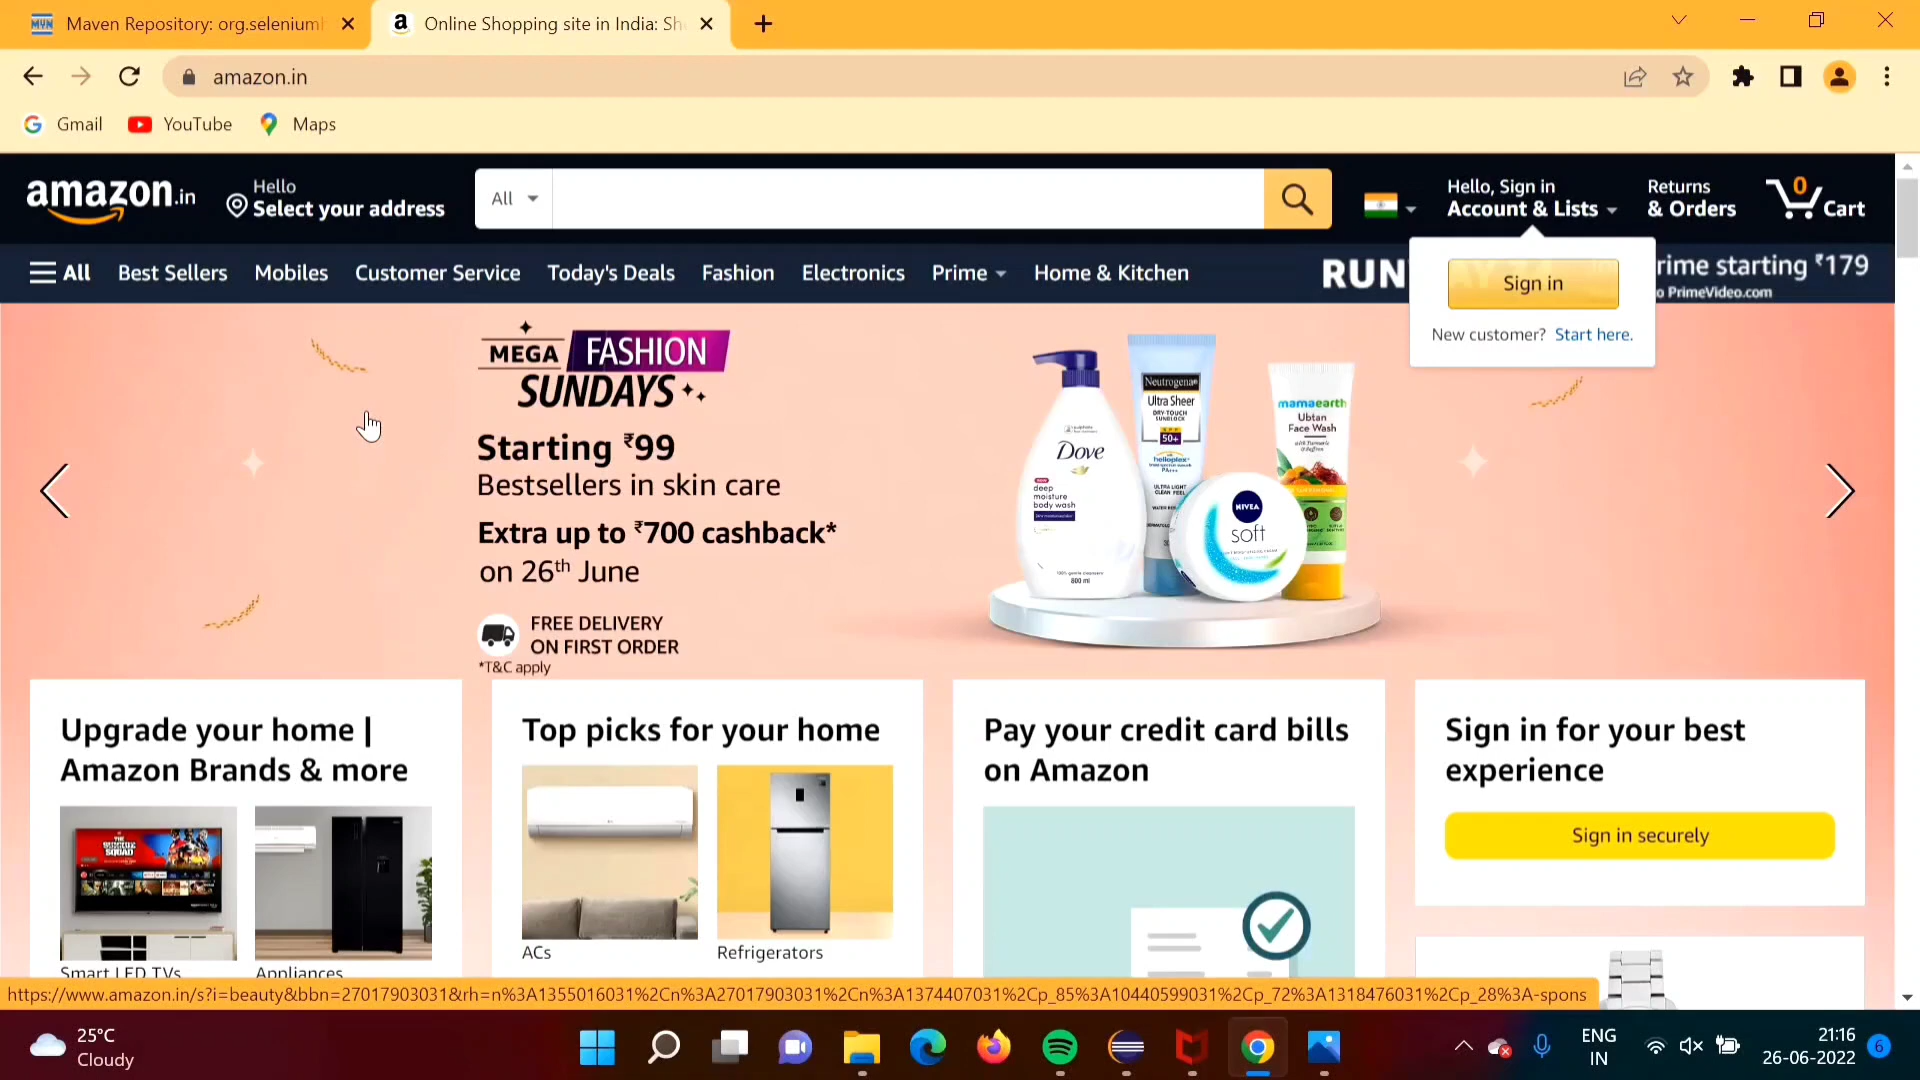 Maven Repository: org.selenium
Online Shopping site in India: Sh
amazon.in
Gmail
YouTube
Maps
amazon.in
Hello
Select your address
All
Hello, Sign in
Account & Lists
Returns
& Orders
0
Cart
All
Best Sellers
Mobiles
Customer Service
Today's Deals
Fashion
Electronics
Prime
Home & Kitchen
RUN
rime starting ₹179
o PrimeVideo.com
Sign in
New customer? Start here.
MEGA FASHION
SUNDAYS
Starting ₹99
Bestsellers in skin care
Extra up to ₹700 cashback*
on 26th June
FREE DELIVERY
ON FIRST ORDER
*T&C apply
Dove
deep
moisture
body wash
800 ml
Neutrogena
Ultra Sheer
DRY-TOUCH
SUNBLOCK
50+
helioplex
NIVEA
soft
mamaearth
Ubtan
Face Wash
Upgrade your home |
Amazon Brands & more
Smart LED TVs
Appliances
Top picks for your home
ACs
Refrigerators
Pay your credit card bills
on Amazon
Sign in for your best
experience
Sign in securely
https://www.amazon.in/s?i=beauty&bbn=27017903031&rh=n%3A1355016031%2Cn%3A27017903031%2Cn%3A1374407031%2Cp_85%3A10440599031%2Cp_72%3A1318476031%2Cp_28%3A-spons
25°C
Cloudy
ENG
IN
21:16
26-06-2022
6